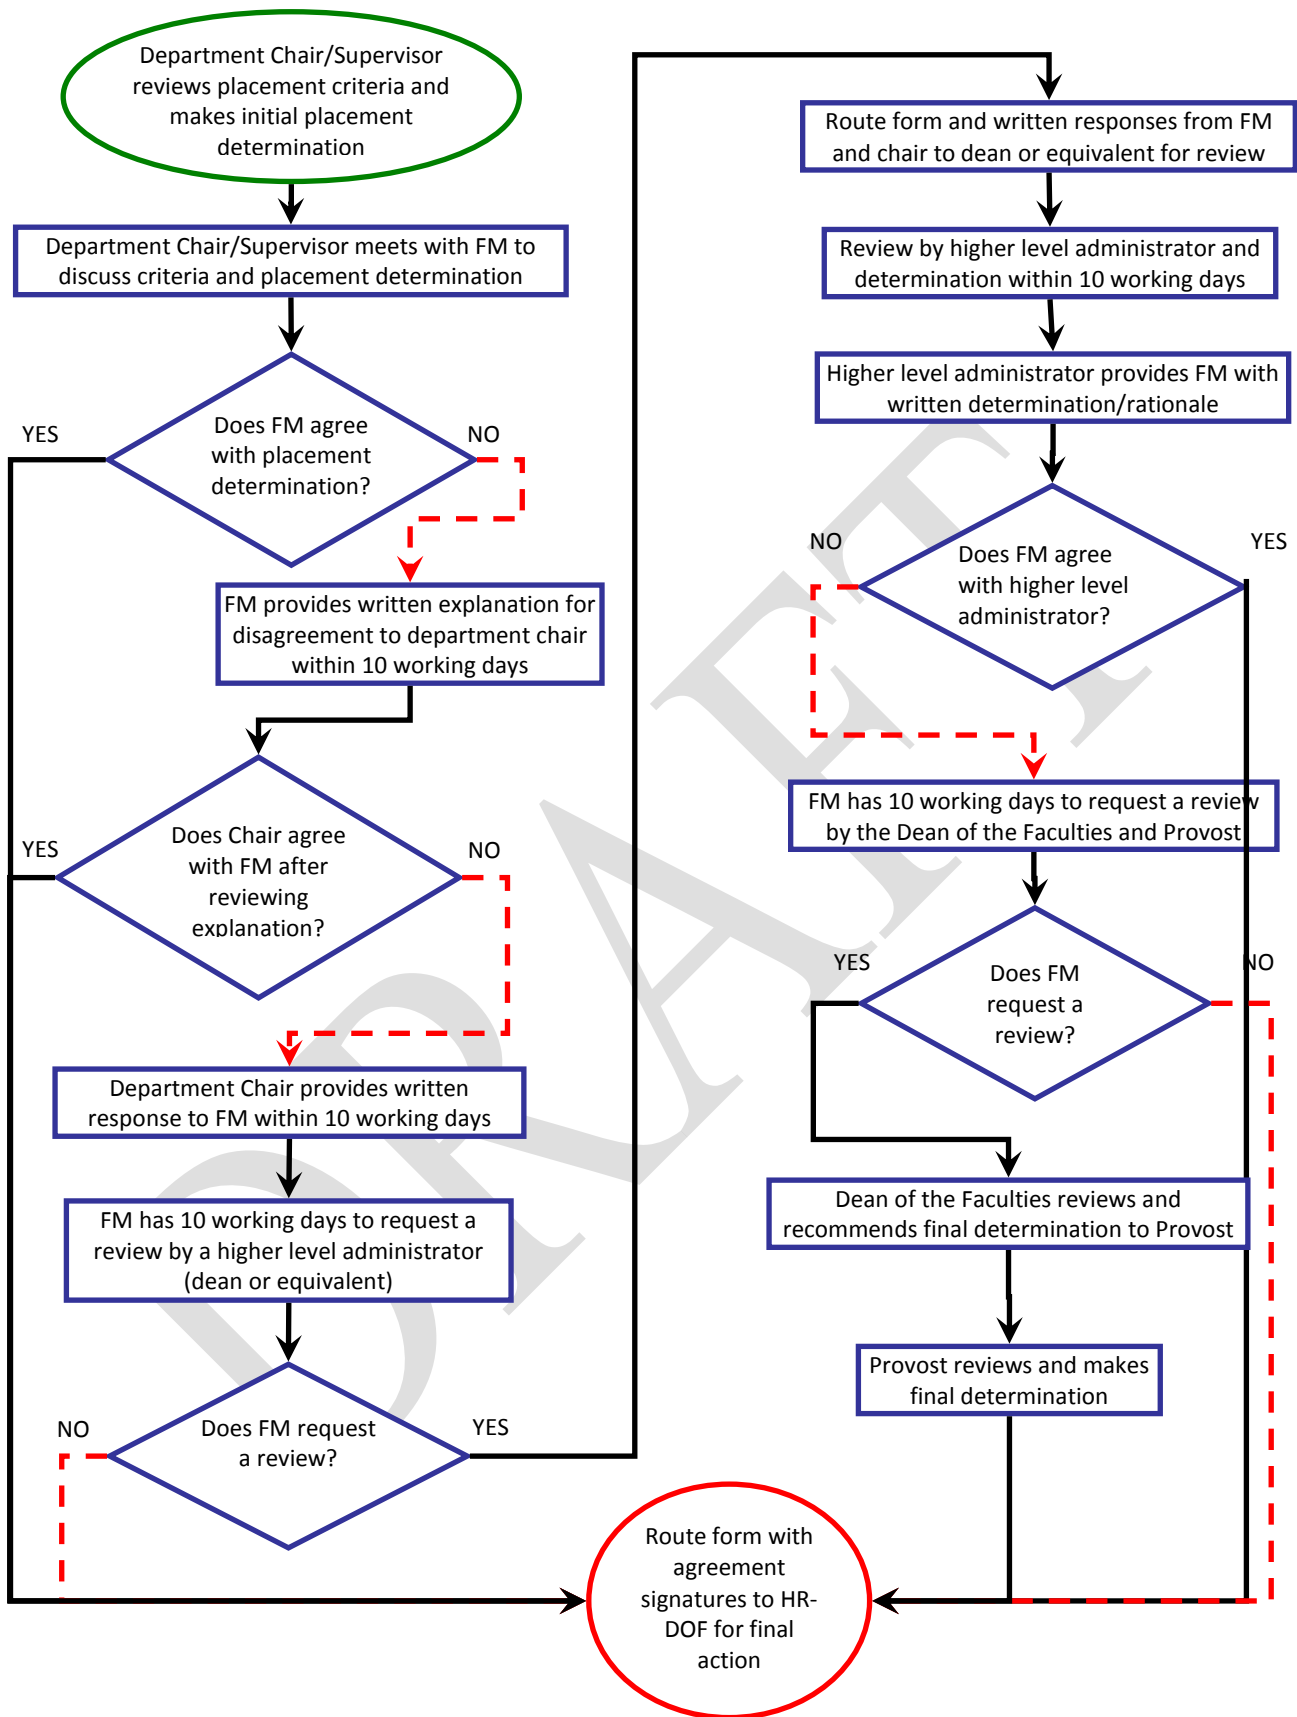 Department Chair/Supervisor
reviews placement criteria and
makes initial placement
determination
Department Chair/Supervisor meets with FM to
discuss criteria and placement determination
YES
Does FM agree
with placement
determination?
NO
FM provides written explanation for
disagreement to department chair
within 10 working days
YES
Does Chair agree
with FM after
reviewing
explanation?
NO
Department Chair provides written
response to FM within 10 working days
FM has 10 working days to request a
review by a higher level administrator
(dean or equivalent)
NO
Does FM request
a review?
YES
Route form and written responses from FM
and chair to dean or equivalent for review
Review by higher level administrator and
determination within 10 working days
Higher level administrator provides FM with
written determination/rationale
NO
Does FM agree
with higher level
administrator?
YES
FM has 10 working days to request a review
by the Dean of the Faculties and Provost
YES
Does FM
request a
review?
NO
Dean of the Faculties reviews and
recommends final determination to Provost
Provost reviews and makes
final determination
Route form with
agreement
signatures to HR-
DOF for final
action
DRAFT